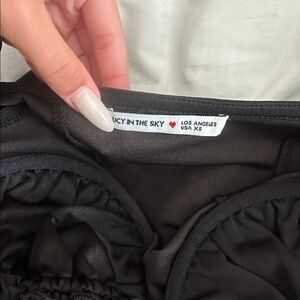 UCY IN THE SKY ♥ LOS ANGELES
USA XS